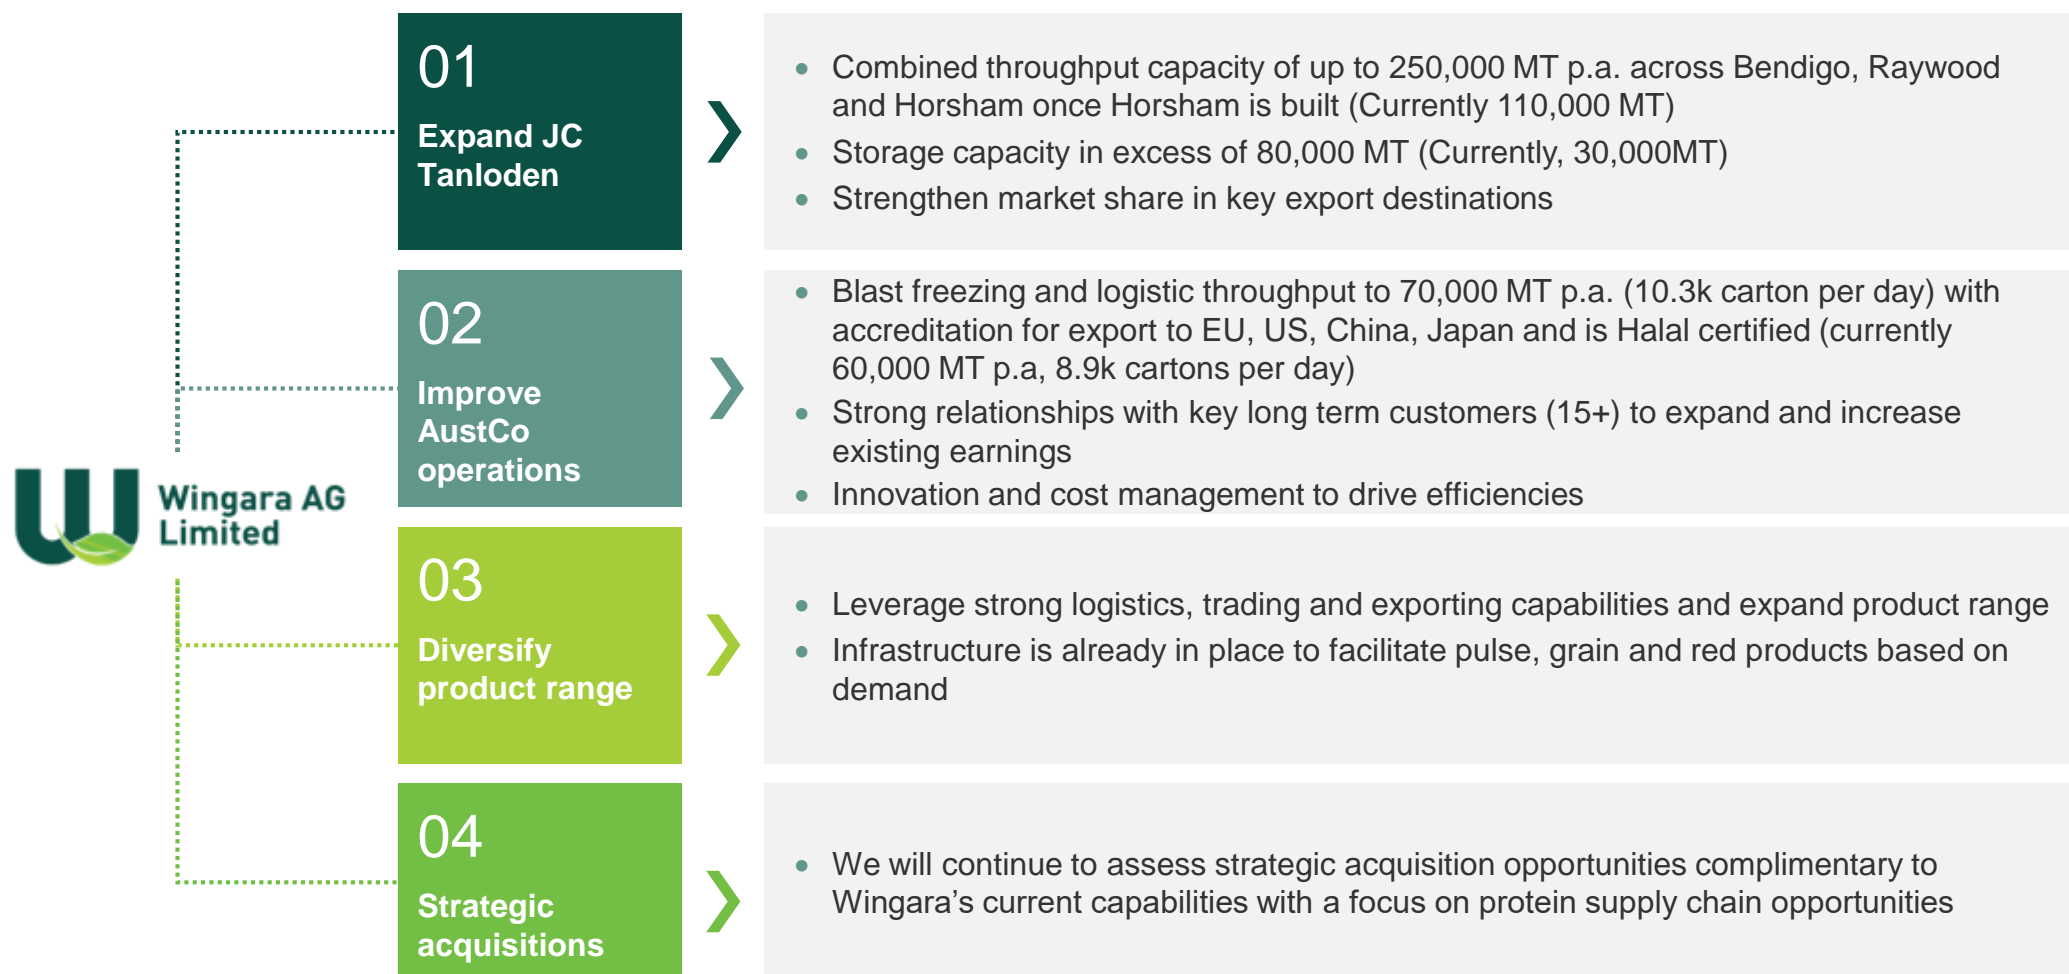 01
Expand JC
Tanloden
Combined throughput capacity of up to 250,000 MT p.a. across Bendigo, Raywood
and Horsham once Horsham is built (Currently 110,000 MT)
Storage capacity in excess of 80,000 MT (Currently, 30,000MT)
Strengthen market share in key export destinations
02
Improve
AustCo
operations
Blast freezing and logistic throughput to 70,000 MT p.a. (10.3k carton per day) with
accreditation for export to EU, US, China, Japan and is Halal certified (currently
60,000 MT p.a, 8.9k cartons per day)
Strong relationships with key long term customers (15+) to expand and increase
existing earnings
Innovation and cost management to drive efficiencies
Wingara AG
Limited
03
Diversify
product range
Leverage strong logistics, trading and exporting capabilities and expand product range
Infrastructure is already in place to facilitate pulse, grain and red products based on
demand
04
Strategic
acquisitions
We will continue to assess strategic acquisition opportunities complimentary to
Wingara's current capabilities with a focus on protein supply chain opportunities